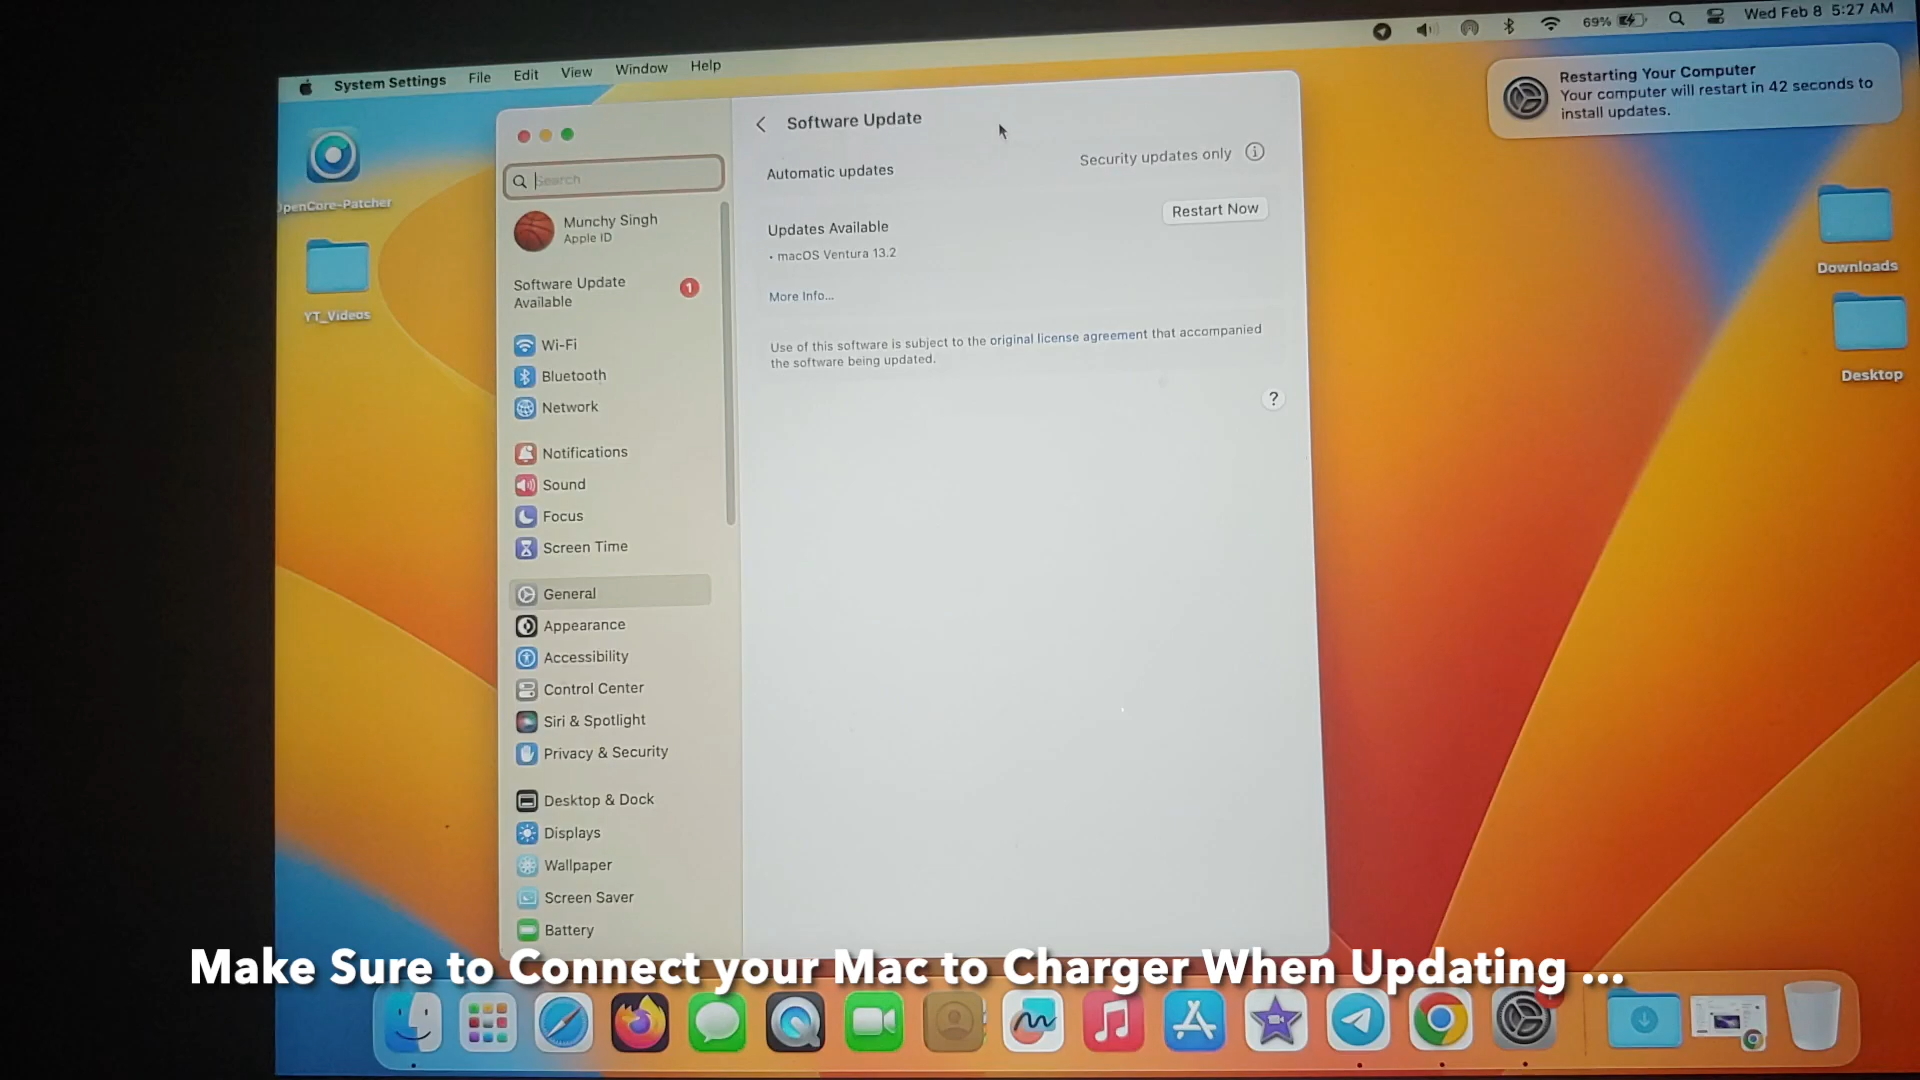 System Settings File Edit View Window Help
69% Wed Feb 8 5:27 AM
Restarting Your Computer
Your computer will restart in 42 seconds to
install updates.
penCore-Patcher
YT_Videos
Downloads
Desktop
Search
Munchy Singh
Apple ID
Software Update
Available
1
Wi-Fi
Bluetooth
Network
Notifications
Sound
Focus
Screen Time
General
Appearance
Accessibility
Control Center
Siri & Spotlight
Privacy & Security
Desktop & Dock
Displays
Wallpaper
Screen Saver
Battery
Software Update
Automatic updates
Security updates only
Updates Available
Restart Now
• macOS Ventura 13.2
More Info...
Use of this software is subject to the original license agreement that accompanied
the software being updated.
?
Make Sure to Connect your Mac to Charger When Updating ...